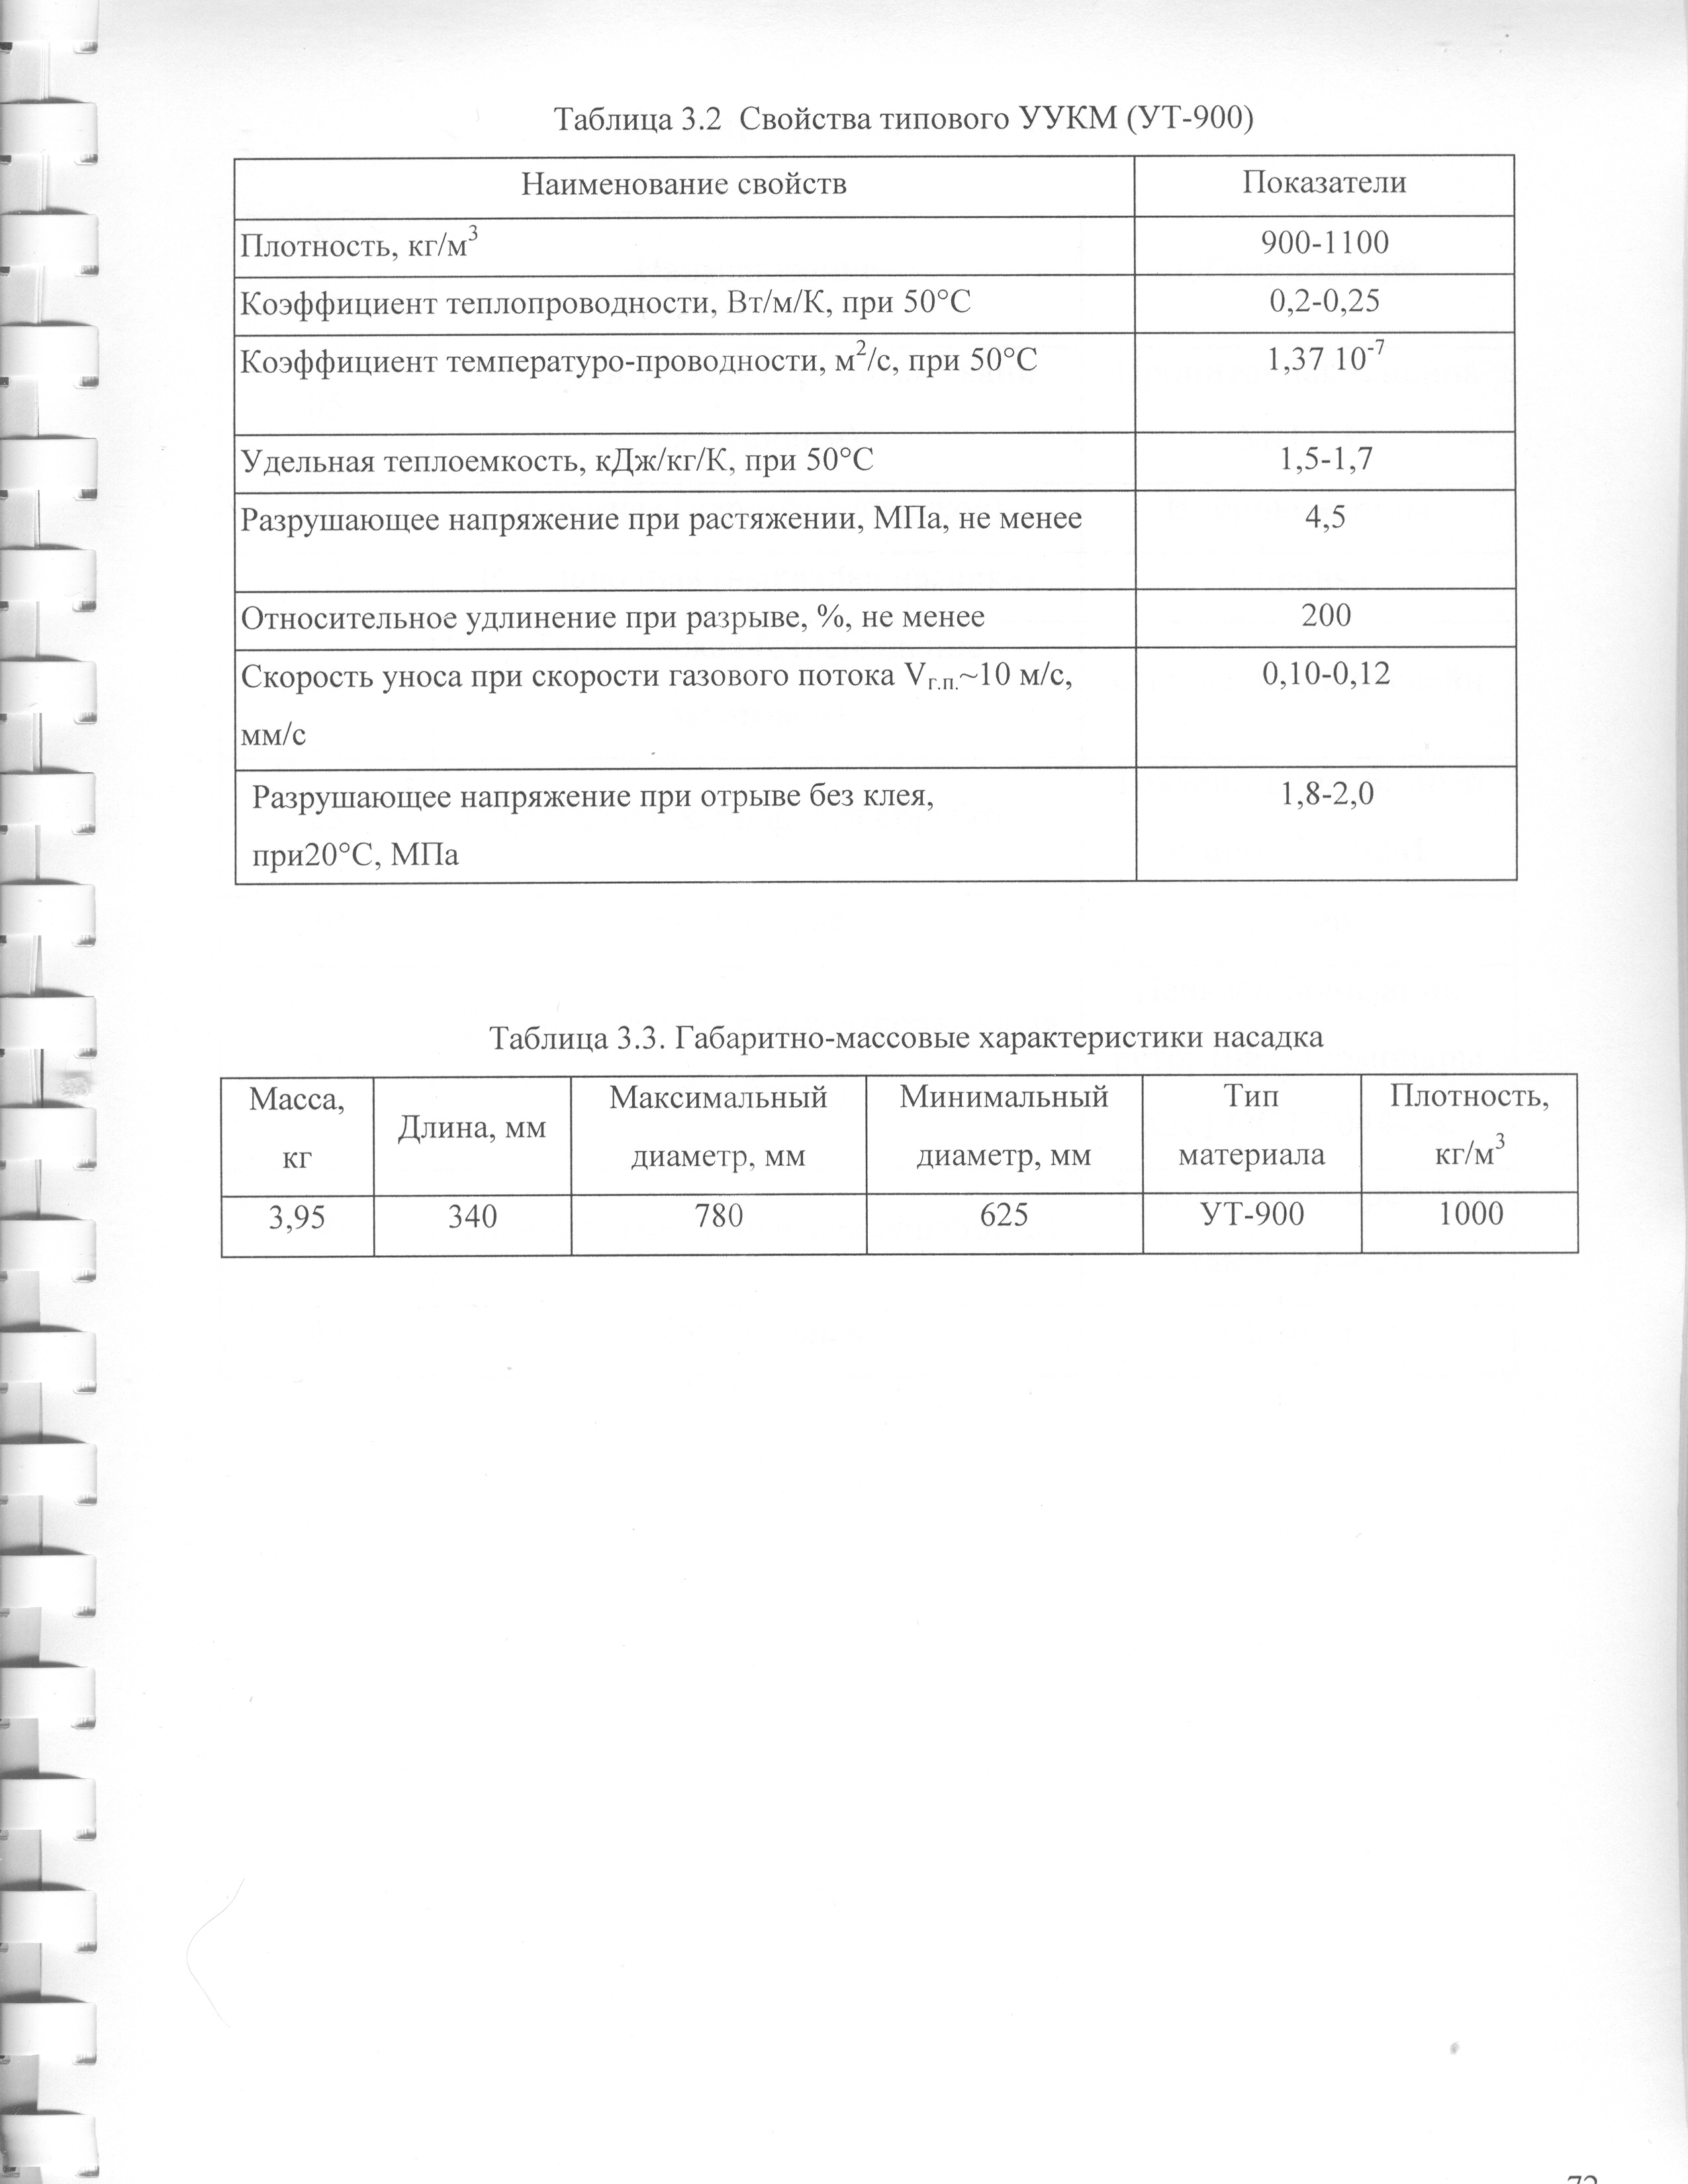 Таблица 3.2 Свойства типового УУКМ (УТ-900)
Наименование свойств Показатели
Плотность, кг/м³ 900-1100
Коэффициент теплопроводности, Вт/м/К, при 50°С 0,2-0,25
Коэффициент температуро-проводности, м²/с, при 50°С 1,37 10⁻⁷
Удельная теплоемкость, кДж/кг/К, при 50°С 1,5-1,7
Разрушающее напряжение при растяжении, МПа, не менее 4,5
Относительное удлинение при разрыве, %, не менее 200
Скорость уноса при скорости газового потока Vг.п.~10 м/с, 0,10-0,12
мм/с
Разрушающее напряжение при отрыве без клея, 1,8-2,0
при20°С, МПа
Таблица 3.3. Габаритно-массовые характеристики насадка
Масса, Длина, мм Максимальный Минимальный Тип Плотность,
кг диаметр, мм диаметр, мм материала кг/м³
3,95 340 780 625 УТ-900 1000